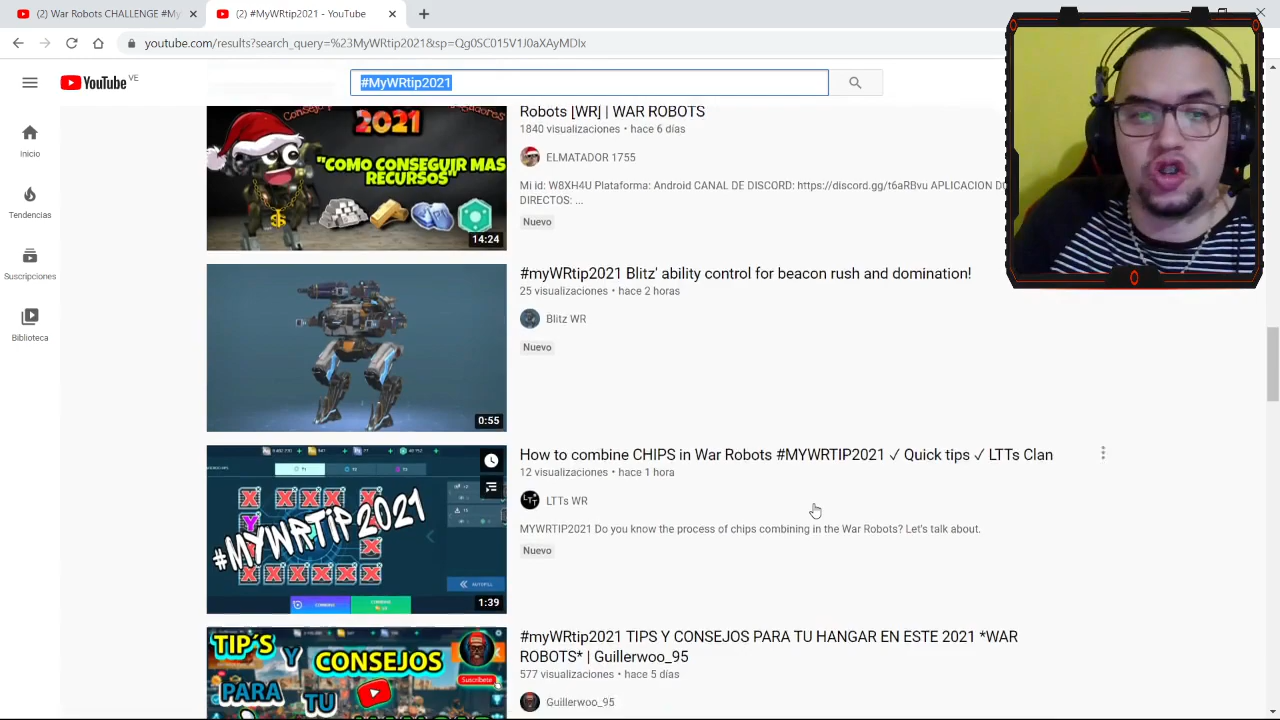 (2) War Robots CHALLENGE #My
#MyWRtip2021 - YouTube
youtube.com/results?search_query=%23MyWRtip2021&sp=Qg0SC015V1J0aXAyMDIx
YouTube VE
#MyWRtip2021
Inicio
Tendencias
Suscripciones
Biblioteca
2021
"COMO CONSEGUIR MAS
RECURSOS"
14:24
Robots [WR] | WAR ROBOTS
1840 visualizaciones • hace 6 días
ELMATADOR 1755
Mi id: W8XH4U Plataforma: Android CANAL DE DISCORD: https://discord.gg/t6aRBvu APLICACION DO
DIRECTOS: ...
Nuevo
0:55
#myWRtip2021 Blitz' ability control for beacon rush and domination!
25 visualizaciones • hace 2 horas
Blitz WR
Nuevo
#MYWRTIP 2021
COMBINE
AUTOFILL
1:39
How to combine CHIPS in War Robots #MYWRTIP2021 ✓ Quick tips ✓ LTTs Clan
12 visualizaciones • hace 1 hora
LTTs WR
MYWRTIP2021 Do you know the process of chips combining in the War Robots? Let's talk about.
Nuevo
TIP'S Y CONSEJOS
PARA TU
Suscribete
#myWRtip2021 TIPS Y CONSEJOS PARA TU HANGAR EN ESTE 2021 *WAR
ROBOTS* | Guillerwoo_95
577 visualizaciones • hace 5 días
Guillerwoo_95